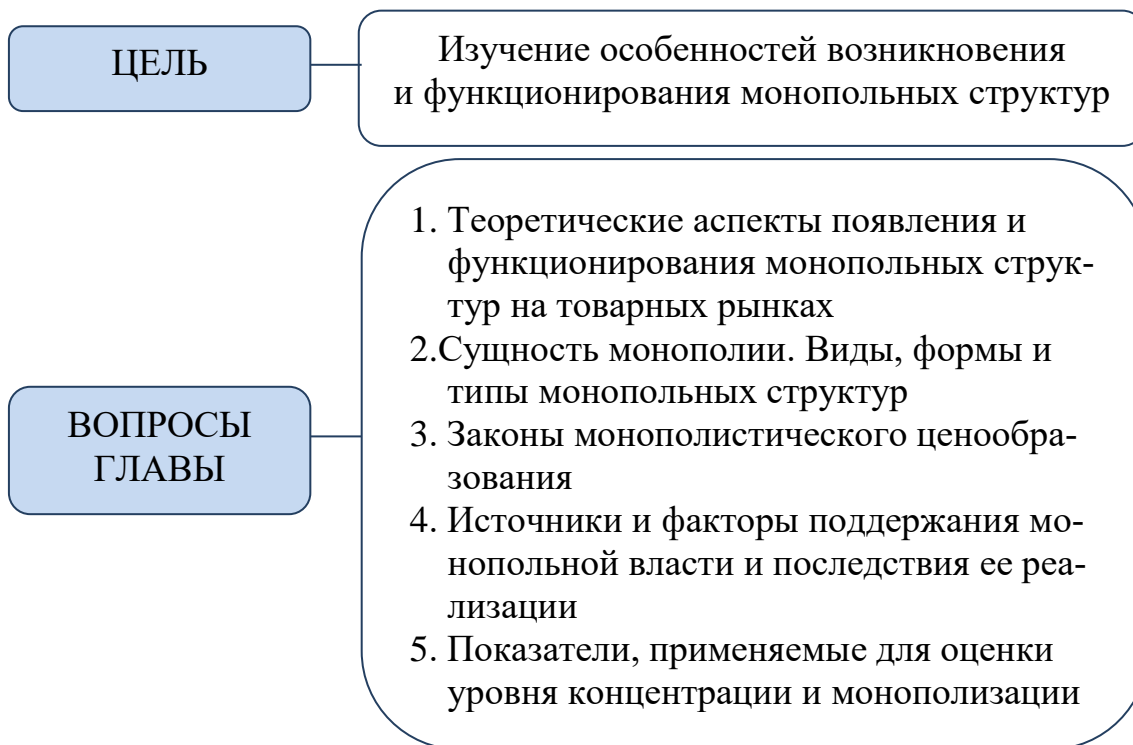 ЦЕЛЬ
Изучение особенностей возникновения
и функционирования монопольных структур
ВОПРОСЫ
ГЛАВЫ
1. Теоретические аспекты появления и
функционирования монопольных струк-
тур на товарных рынках
2.Сущность монополии. Виды, формы и
типы монопольных структур
3. Законы монополистического ценообра-
зования
4. Источники и факторы поддержания мо-
нопольной власти и последствия ее реа-
лизации
5. Показатели, применяемые для оценки
уровня концентрации и монополизации